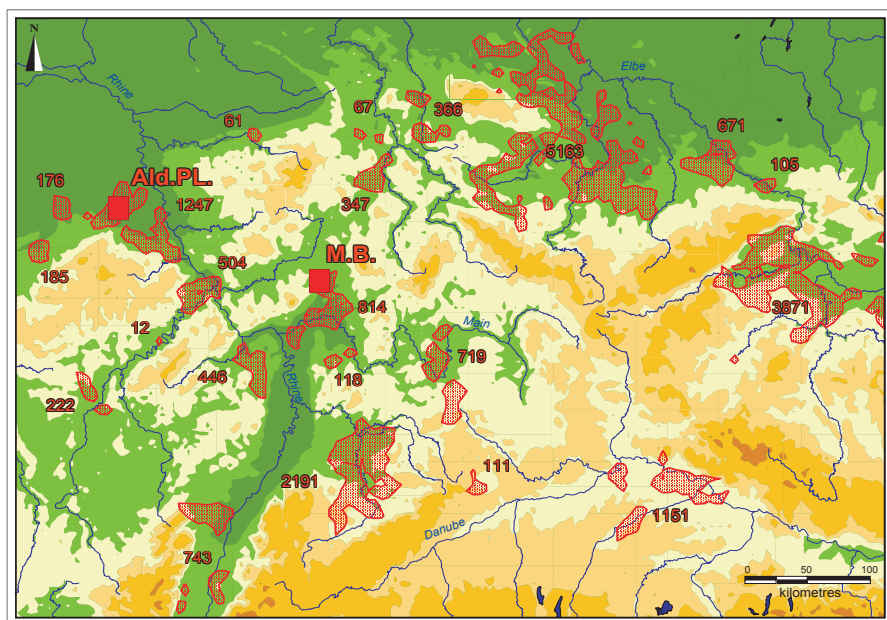 N
Rhine
Elbe
61
67
366
671
5163
105
176
Ald.PL.
1247
347
185
504
M.B.
814
3871
12
Main
719
446
118
Rhine
222
2191
111
1151
Danube
743
0 50 100
kilometres